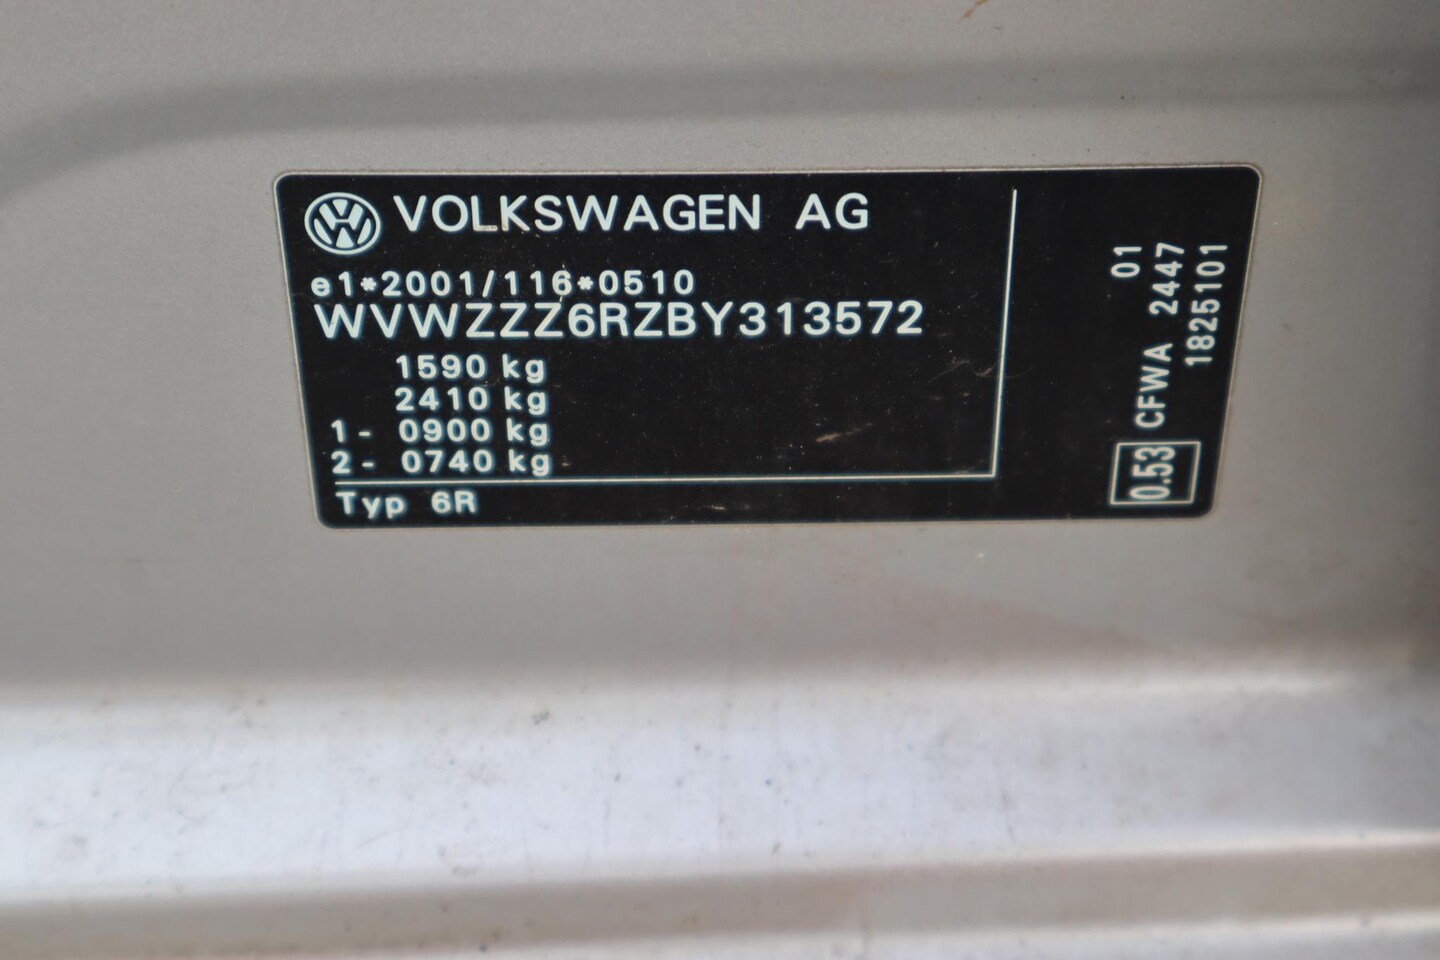 VOLKSWAGEN AG
e1*2001/116*0510
WVWZZZ6RZBY313572
1590 kg
2410 kg
1- 0900 kg
2- 0740 kg
Typ 6R
0.53 CFWA 2447 01
1825101